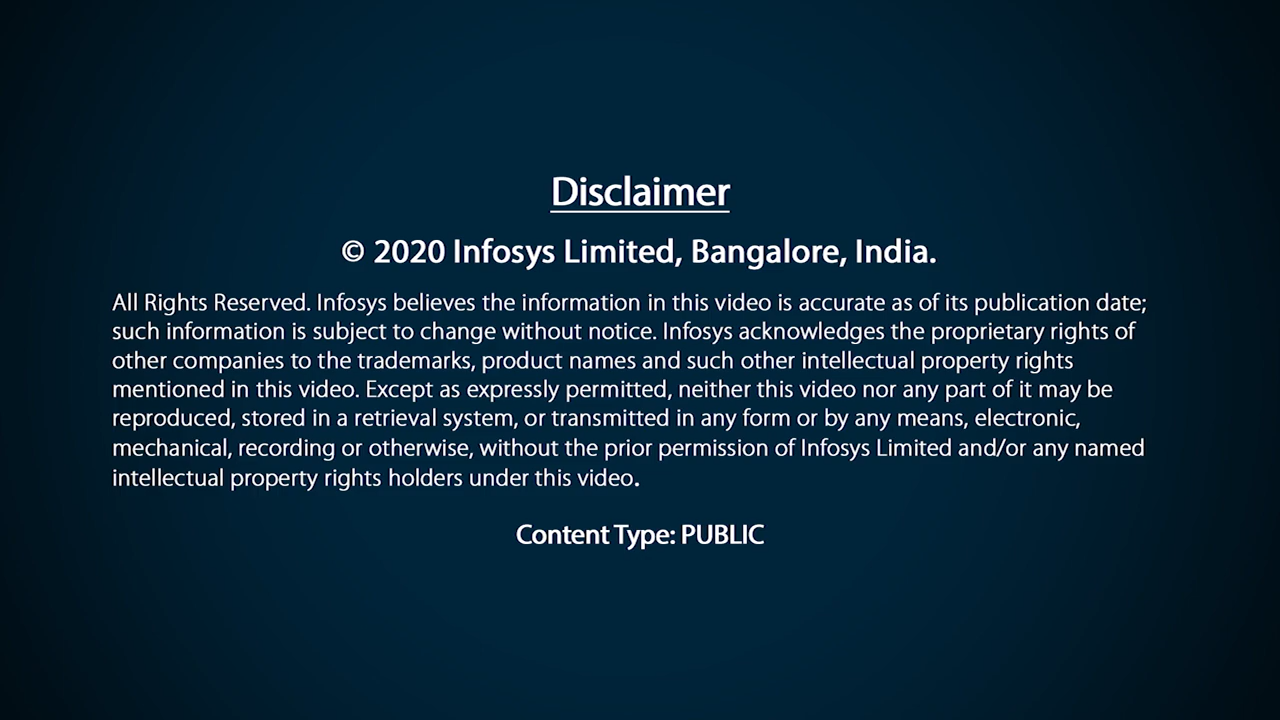 Disclaimer
© 2020 Infosys Limited, Bangalore, India.
All Rights Reserved. Infosys believes the information in this video is accurate as of its publication date;
such information is subject to change without notice. Infosys acknowledges the proprietary rights of
other companies to the trademarks, product names and such other intellectual property rights
mentioned in this video. Except as expressly permitted, neither this video nor any part of it may be
reproduced, stored in a retrieval system, or transmitted in any form or by any means, electronic,
mechanical, recording or otherwise, without the prior permission of Infosys Limited and/or any named
intellectual property rights holders under this video.
Content Type: PUBLIC